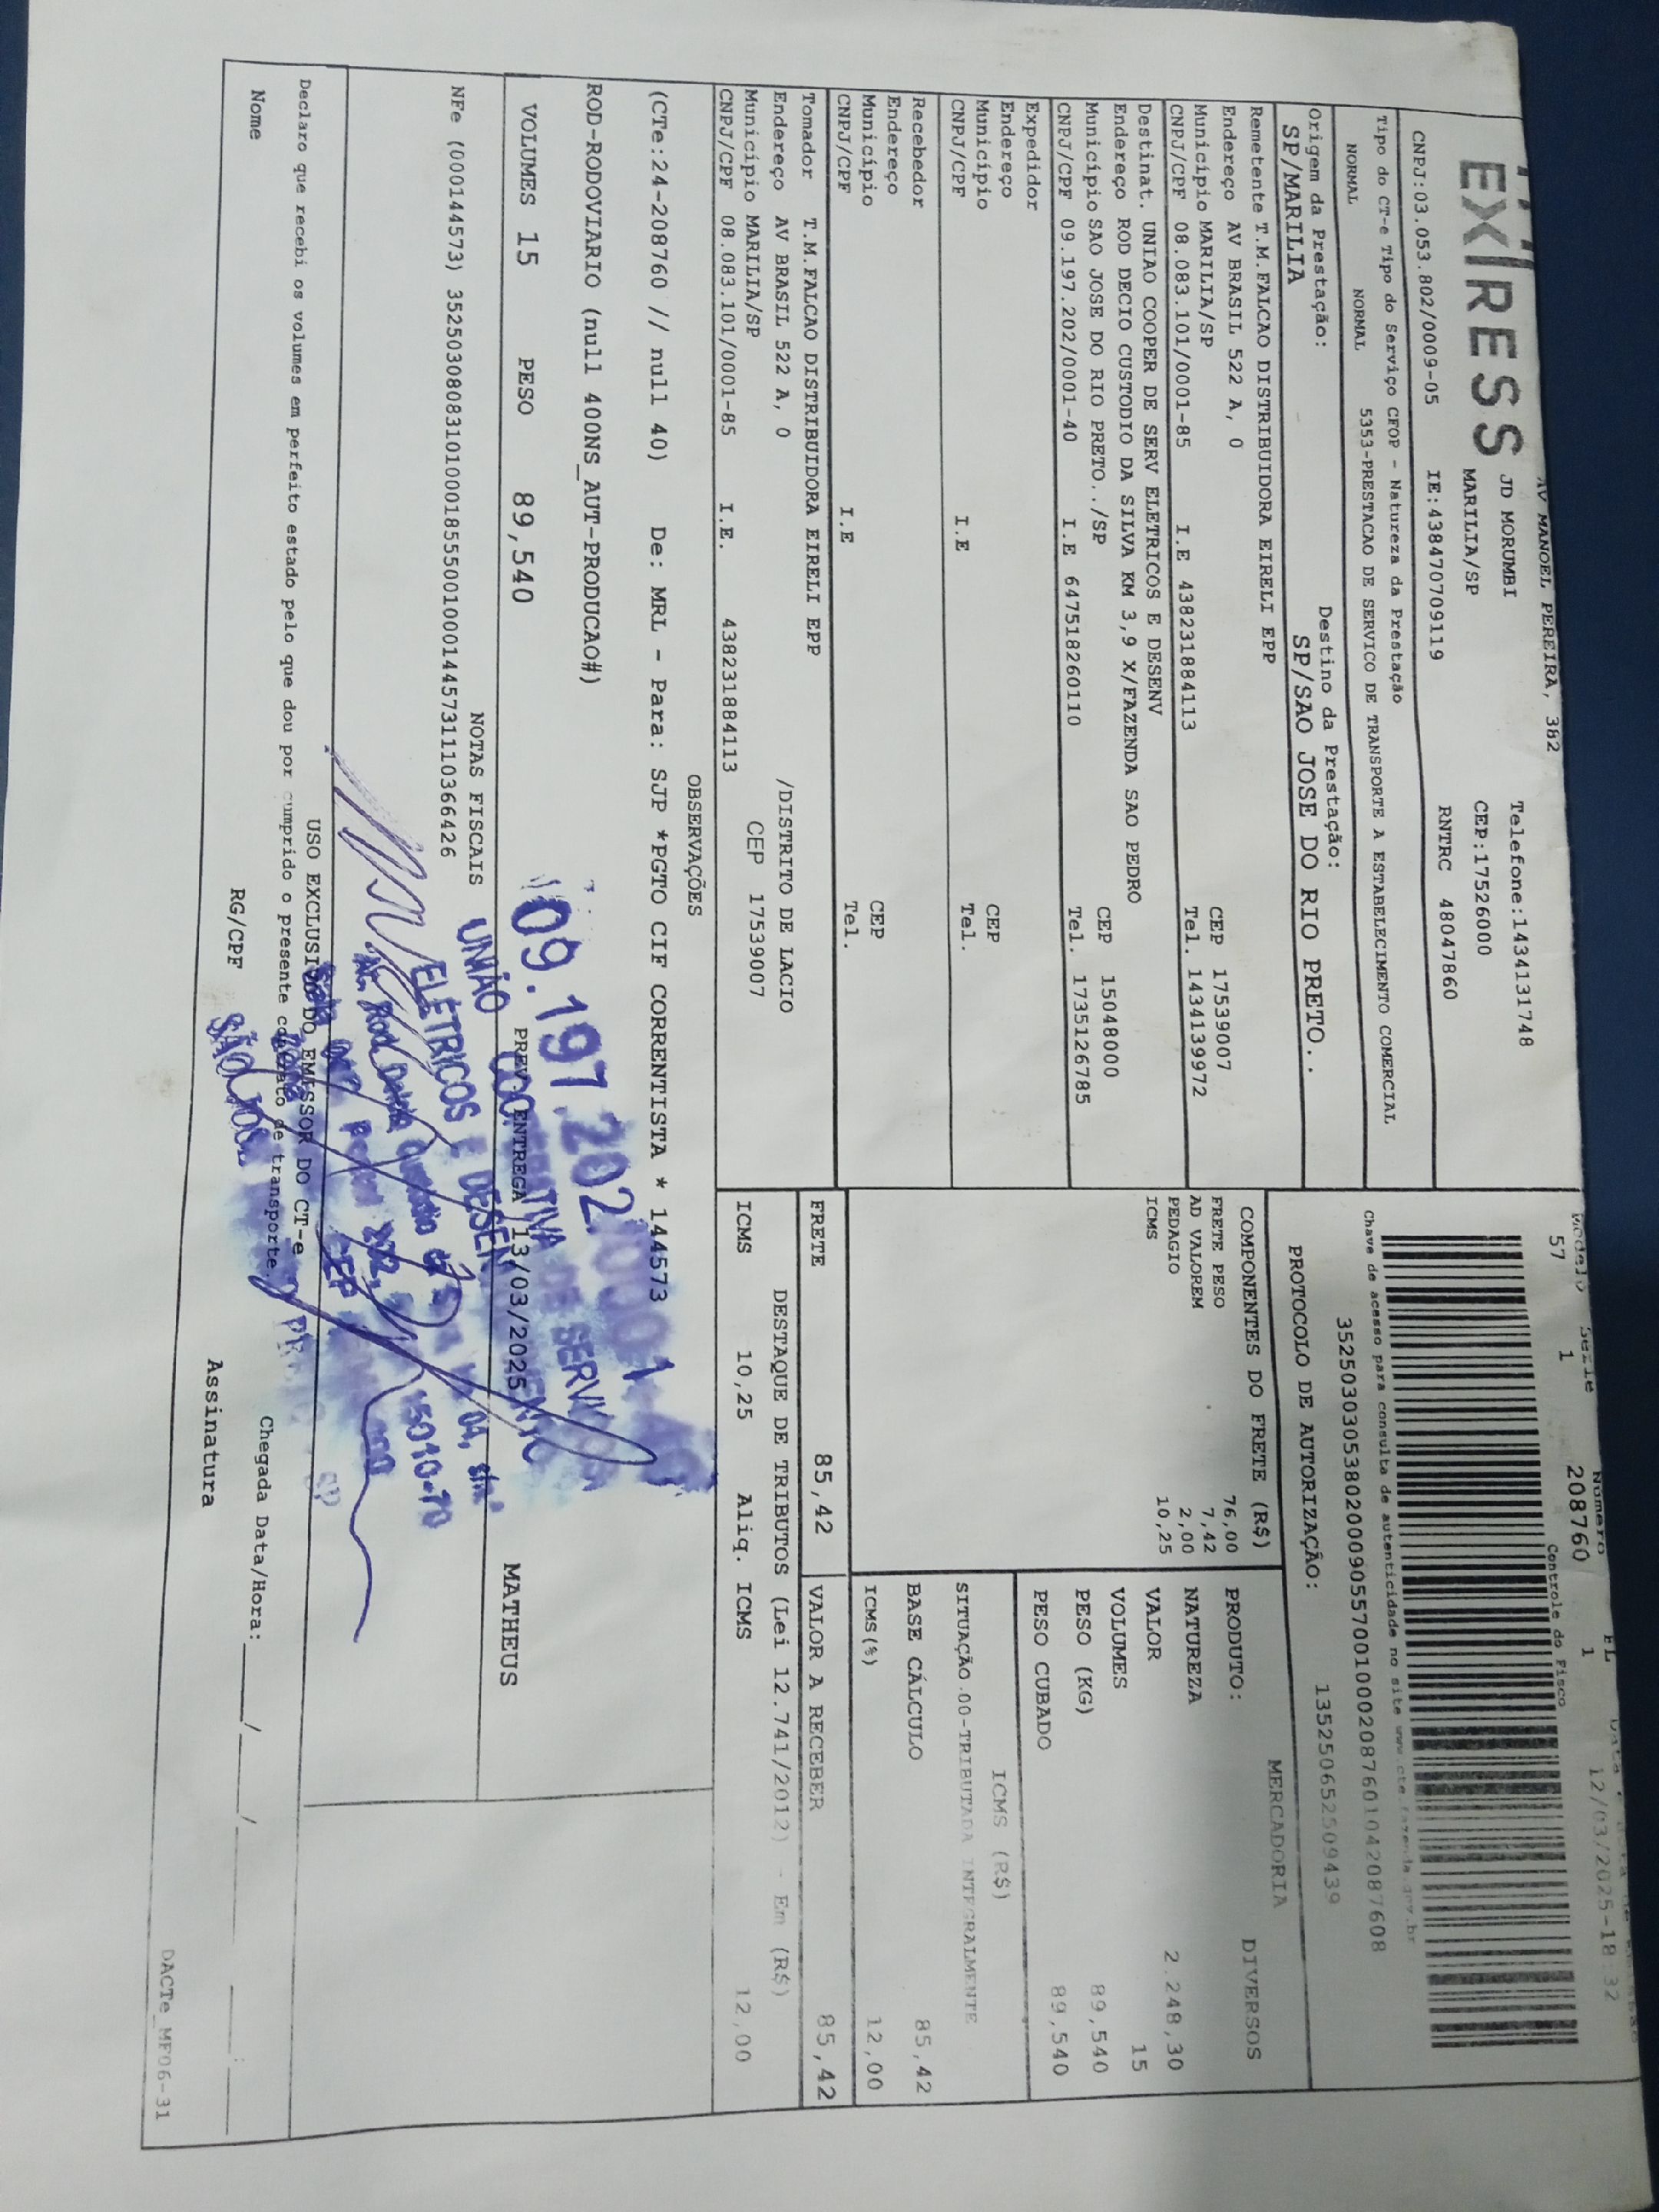 AV MANOEL PEREIRA, 382
EXPRESS JD MORUMBI Telefone:1434131748
MARILIA/SP CEP:17526000
CNPJ:03.053.802/0009-05 IE:438470709119 RNTRC 48047860
Tipo do CT-e Tipo do Serviço CFOP - Natureza da Prestação
NORMAL NORMAL 5353-PRESTACAO DE SERVICO DE TRANSPORTE A ESTABELECIMENTO COMERCIAL
Origem da Prestação: Destino da Prestação:
SP/MARILIA SP/SAO JOSE DO RIO PRETO..
Remetente T.M.FALCAO DISTRIBUIDORA EIRELI EPP
Endereço AV BRASIL 522 A, 0
Município MARILIA/SP CEP 17539007
CNPJ/CPF 08.083.101/0001-85 I.E 438231884113 Tel. 1434139972
Destinat. UNIAO COOPER DE SERV ELETRICOS E DESENV
Endereço ROD DECIO CUSTODIO DA SILVA KM 3,9 X/FAZENDA SAO PEDRO
Município SAO JOSE DO RIO PRETO../SP CEP 15048000
CNPJ/CPF 09.197.202/0001-40 I.E 647518260110 Tel. 1735126785
Expedidor
Endereço
Município CEP
CNPJ/CPF I.E Tel.
Recebedor
Endereço
Município CEP
CNPJ/CPF I.E Tel.
Tomador T.M.FALCAO DISTRIBUIDORA EIRELI EPP
Endereço AV BRASIL 522 A, 0 /DISTRITO DE LACIO
Município MARILIA/SP CEP 17539007
CNPJ/CPF 08.083.101/0001-85 I.E. 438231884113
Modelo Serie Numero FL
57 1 208760 1 12/03/2025-18:32
Controle do Fisco
Chave de acesso para consulta de autenticidade no site www.cte.fazenda.gov.br
35250303053802000905570010002087601042087608
PROTOCOLO DE AUTORIZAÇÃO: 135250652509439
COMPONENTES DO FRETE (R$)
FRETE PESO 76,00
AD VALOREM 7,42
PEDAGIO 2,00
ICMS 10,25
MERCADORIA
PRODUTO: DIVERSOS
NATUREZA
VALOR 2.248,30
VOLUMES 15
PESO (KG) 89,540
PESO CUBADO 89,540
ICMS (R$)
SITUAÇÃO.00-TRIBUTADA INTEGRALMENTE
BASE CÁLCULO 85,42
ICMS(%) 12,00
FRETE 85,42 VALOR A RECEBER 85,42
DESTAQUE DE TRIBUTOS (Lei 12.741/2012) - Em (R$)
ICMS 10,25 Aliq. ICMS 12,00
OBSERVAÇÕES
(CTe:24-208760 // null 40) De: MRL - Para: SJP *PGTO CIF CORRENTISTA * 144573
ROD-RODOVIARIO (null 400NS_AUT-PRODUCAO#)
VOLUMES 15 PESO 89,540 PREV ENTREGA 13/03/2025 MATHEUS
NOTAS FISCAIS
NFe (000144573) 35250308083101000185550010001445731110366426
09.197.202/0001-40
UNIÃO COOPERATIVA DE SERVIÇOS
ELÉTRICOS E DESENVOLVIMENTO
SÃO JOSÉ
USO EXCLUSIVO DO EMISSOR DO CT-e
Declaro que recebi os volumes em perfeito estado pelo que dou por cumprido o presente contrato de transporte.
Nome RG/CPF Assinatura Chegada Data/Hora: / / :
DACTe_MF06-31